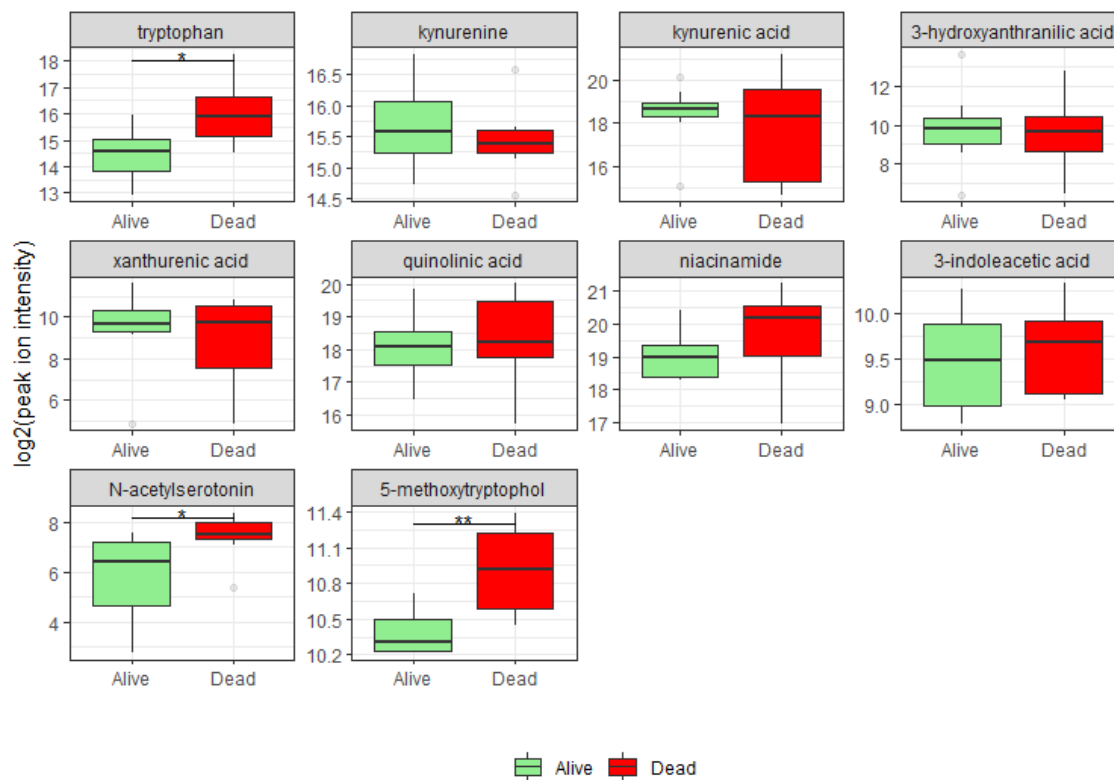 tryptophan kynurenine kynurenic acid 3-hydroxyanthranilic acid
18
17
16
15
14
13
*
Alive Dead
16.5
16.0
15.5
15.0
14.5
Alive Dead
20
18
16
Alive Dead
12
10
8
Alive Dead
log2(peak ion intensity)
xanthurenic acid quinolinic acid niacinamide 3-indoleacetic acid
10
8
6
Alive Dead
20
19
18
17
16
Alive Dead
21
20
19
18
17
Alive Dead
10.0
9.5
9.0
Alive Dead
N-acetylserotonin 5-methoxytryptophol
8
6
4
*
Alive Dead
11.4
11.1
10.8
10.5
10.2
**
Alive Dead
Alive Dead